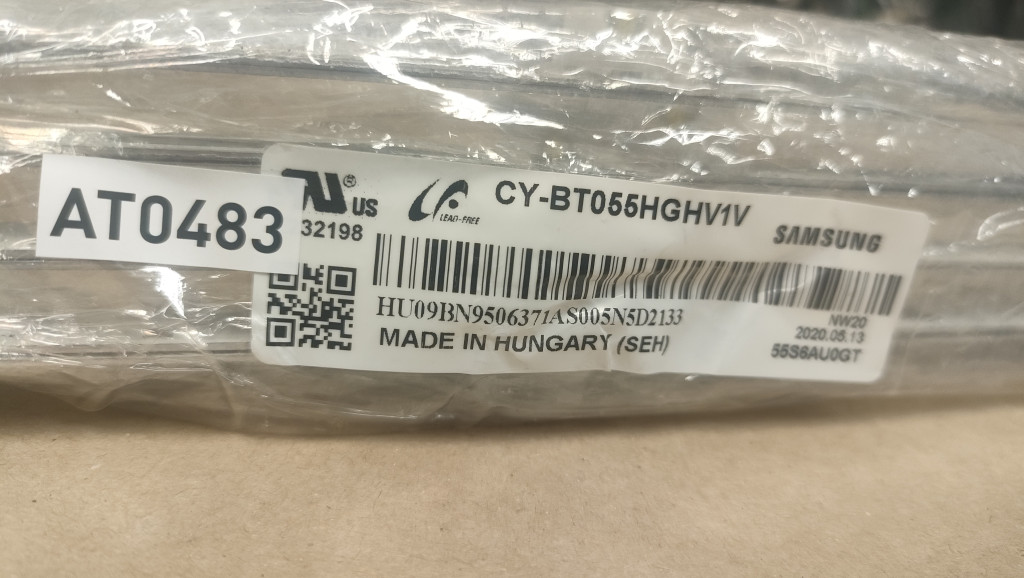 AT0483
US
32198
LEAD-FREE
CY-BT055HGHV1V
SAMSUNG
HU09BN9506371AS005N5D2133
MADE IN HUNGARY (SEH)
NW20
2020.05.13
55S6AU0GT